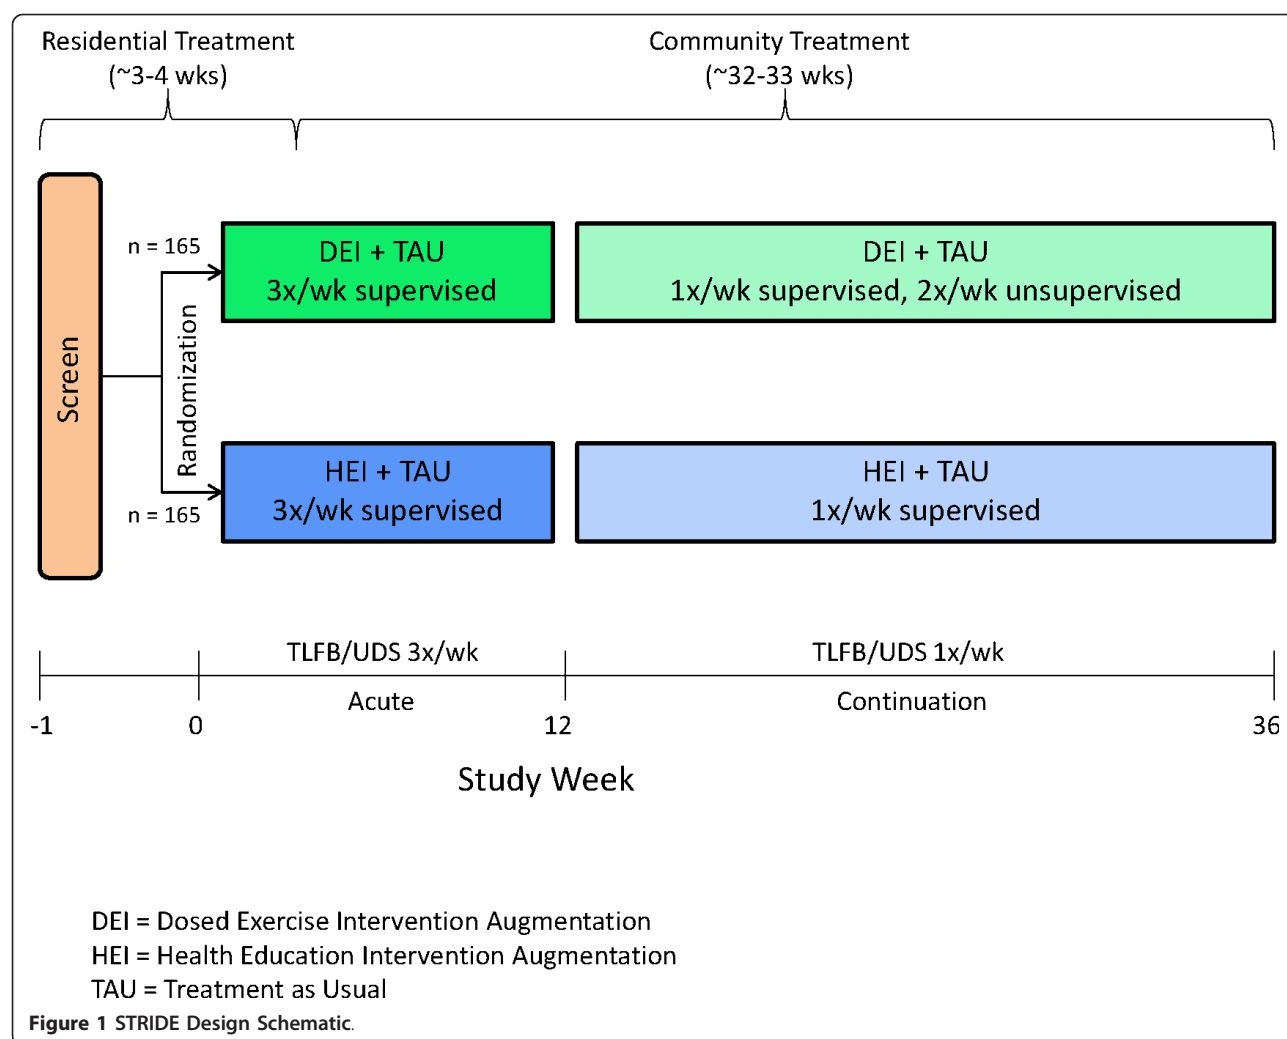 Residential Treatment
(~3-4 wks)
Community Treatment
(~32-33 wks)
Screen
n = 165
Randomization
n = 165
DEI + TAU
3x/wk supervised
DEI + TAU
1x/wk supervised, 2x/wk unsupervised
HEI + TAU
3x/wk supervised
HEI + TAU
1x/wk supervised
TLFB/UDS 3x/wk
TLFB/UDS 1x/wk
Acute
Continuation
-1
0
12
36
Study Week
DEI = Dosed Exercise Intervention Augmentation
HEI = Health Education Intervention Augmentation
TAU = Treatment as Usual
Figure 1 STRIDE Design Schematic.